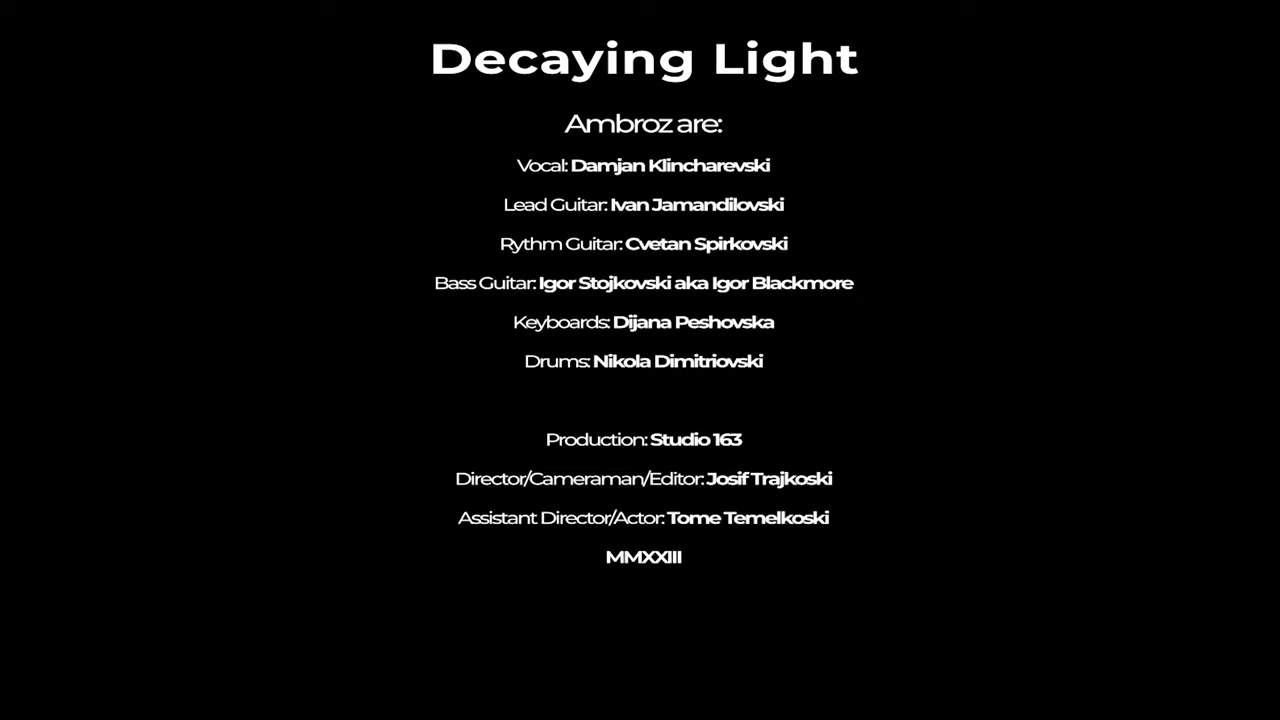 Decaying Light
Ambroz are:
Vocal: Damjan Klincharevski
Lead Guitar: Ivan Jamandilovski
Rythm Guitar: Cvetan Spirkovski
Bass Guitar: Igor Stojkovski aka Igor Blackmore
Keyboards: Dijana Peshovska
Drums: Nikola Dimitriovski
Production: Studio 163
Director/Cameraman/Editor: Josif Trajkoski
Assistant Director/Actor: Tome Temelkoski
MMXXIII